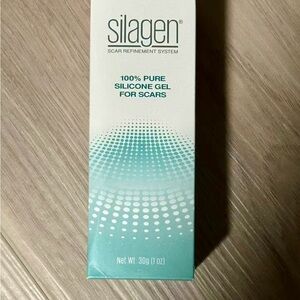 silagen®
SCAR REFINEMENT SYSTEM
100% PURE
SILICONE GEL
FOR SCARS
Net Wt. 30g (1 oz)